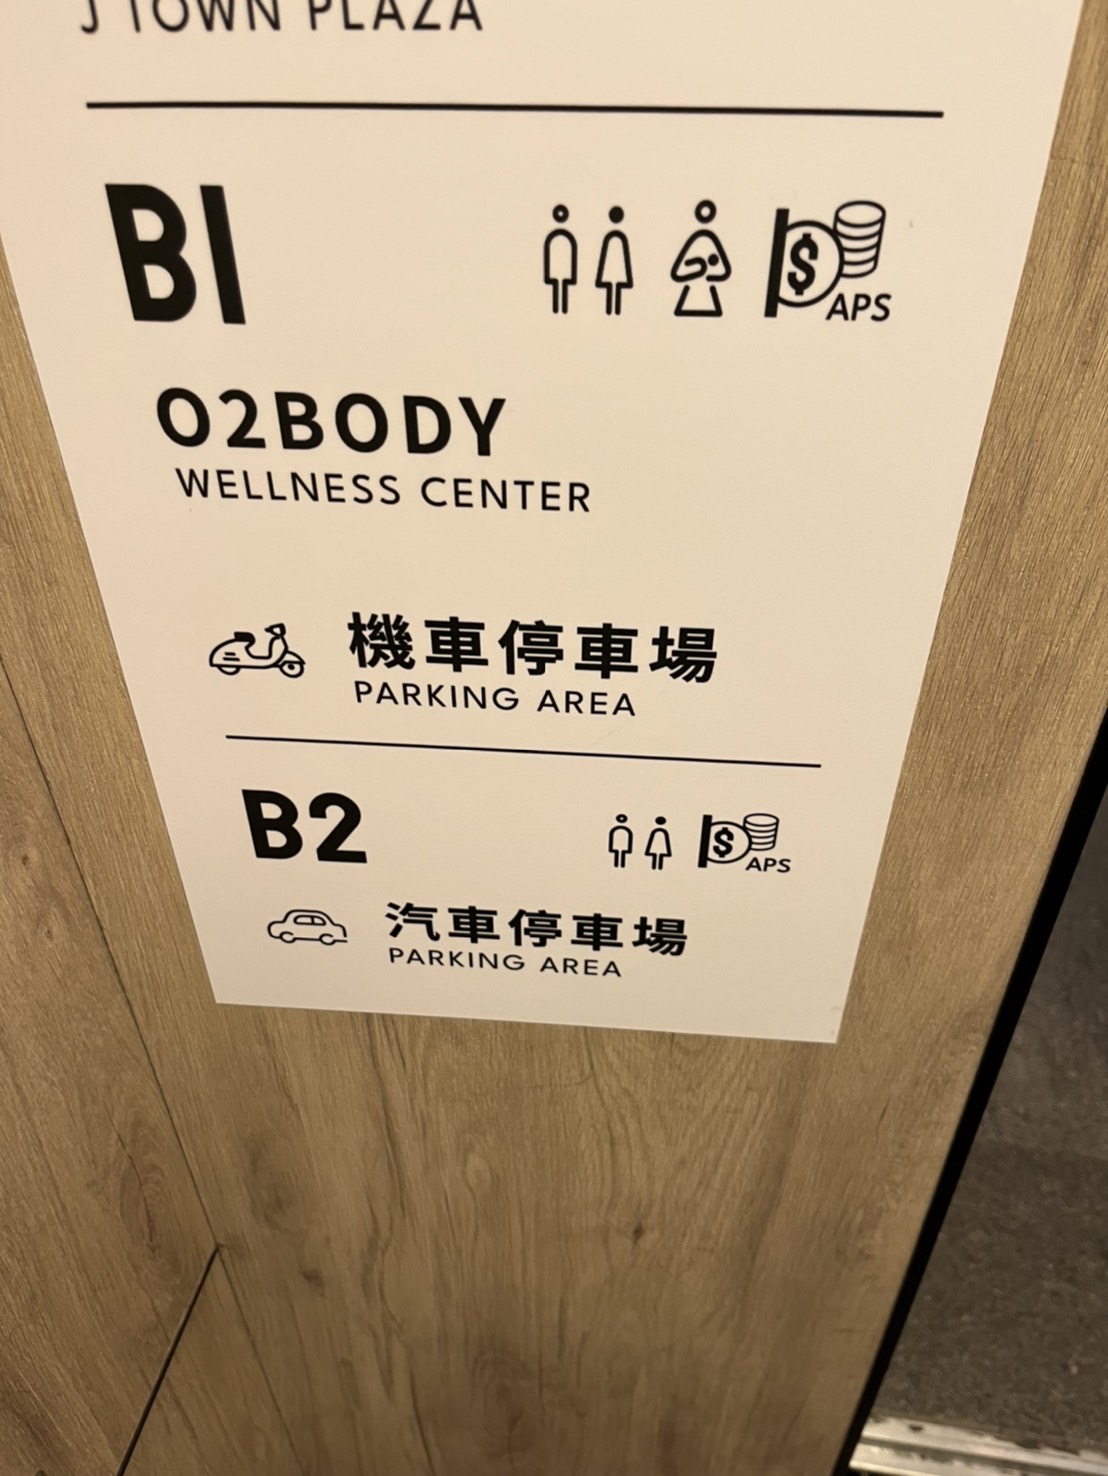 J TOWN PLAZA
B1
$
APS
O2BODY
WELLNESS CENTER
機車停車場
PARKING AREA
B2
$
APS
汽車停車場
PARKING AREA